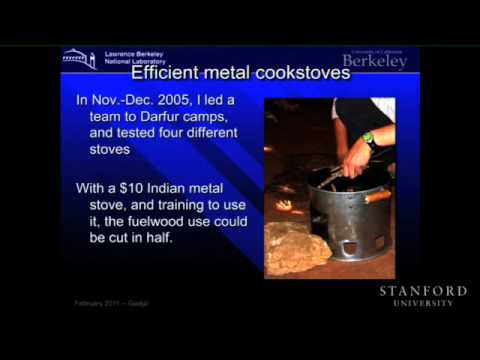 Lawrence Berkeley
National Laboratory
University of California
Berkeley
Efficient metal cookstoves
In Nov.-Dec. 2005, I led a
team to Darfur camps,
and tested four different
stoves
With a $10 Indian metal
stove, and training to use
it, the fuelwood use could
be cut in half.
February 2011 – Gadgil
STANFORD
UNIVERSITY